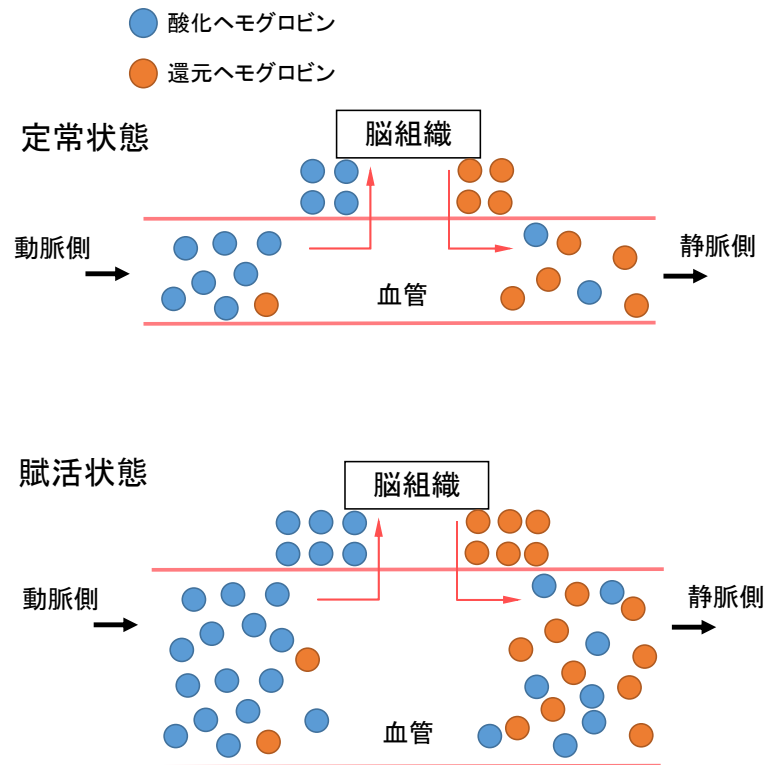 酸化ヘモグロビン
還元ヘモグロビン
定常状態
脳組織
動脈側
静脈側
血管
賦活状態
脳組織
動脈側
静脈側
血管